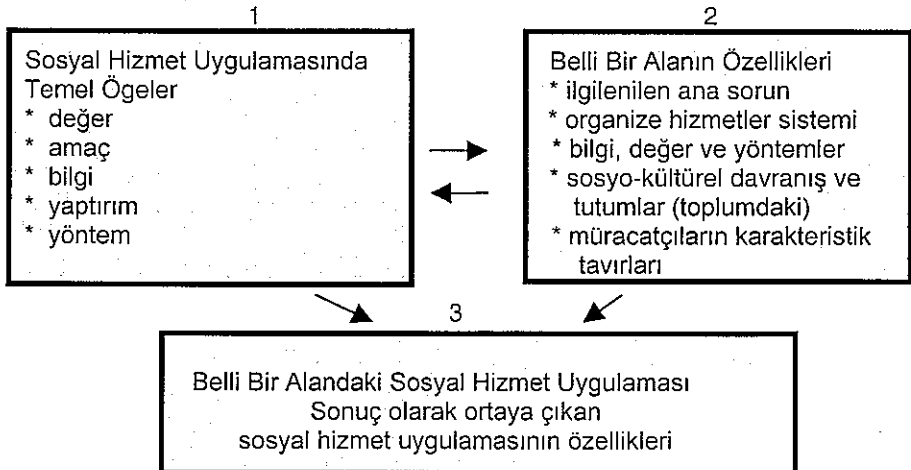 1
Sosyal Hizmet Uygulamasında
Temel Ögeler
* değer
* amaç
* bilgi
* yaptırım
* yöntem
2
Belli Bir Alanın Özellikleri
* ilgilenilen ana sorun
* organize hizmetler sistemi
* bilgi, değer ve yöntemler
* sosyo-kültürel davranış ve
tutumlar (toplumdaki)
* müracatçıların karakteristik
tavırları
3
Belli Bir Alandaki Sosyal Hizmet Uygulaması
Sonuç olarak ortaya çıkan
sosyal hizmet uygulamasının özellikleri